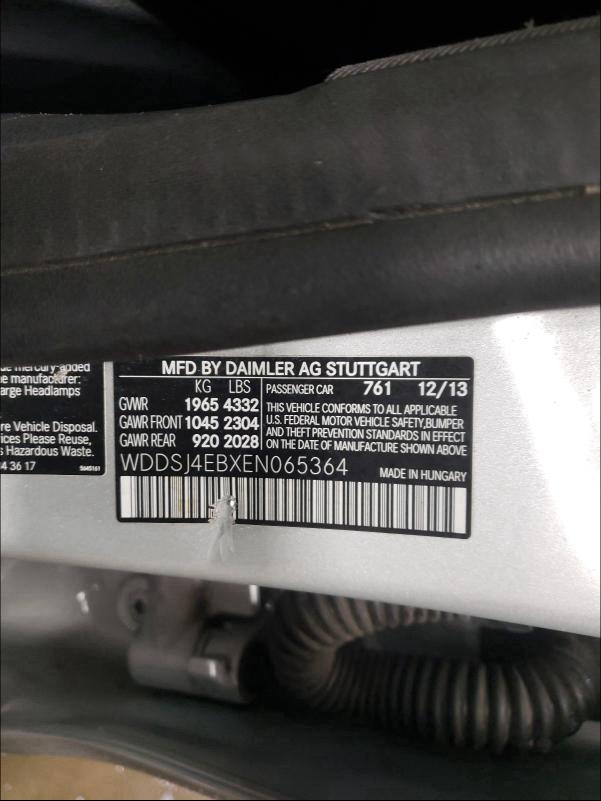 mercury-added
manufacturer:
arge Headlamps
re Vehicle Disposal.
ices Please Reuse,
s Hazardous Waste.
4 36 17
5645161
MFD BY DAIMLER AG STUTTGART
KG LBS
GVWR 1965 4332
GAWR FRONT 1045 2304
GAWR REAR 920 2028
PASSENGER CAR 761 12/13
THIS VEHICLE CONFORMS TO ALL APPLICABLE
U.S. FEDERAL MOTOR VEHICLE SAFETY,BUMPER
AND THEFT PREVENTION STANDARDS IN EFFECT
ON THE DATE OF MANUFACTURE SHOWN ABOVE
WDDSJ4EBXEN065364
MADE IN HUNGARY